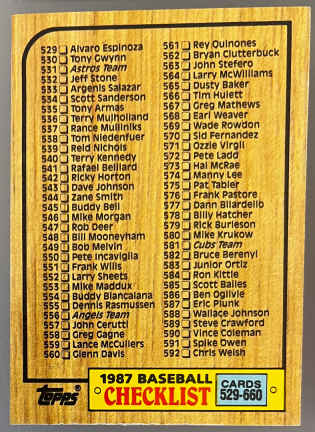 529 Alvaro Espinoza
530 Tony Gwynn
531 Astros Team
532 Jeff Stone
533 Argenis Salazar
534 Scott Sanderson
535 Tony Armas
536 Terry Mulholland
537 Rance Mulliniks
538 Tom Niedenfuer
539 Reid Nichols
540 Terry Kennedy
541 Rafael Belliard
542 Ricky Horton
543 Dave Johnson
544 Zane Smith
545 Buddy Bell
546 Mike Morgan
547 Rob Deer
548 Bill Mooneyham
549 Bob Melvin
550 Pete Incaviglia
551 Frank Wills
552 Larry Sheets
553 Mike Maddux
554 Buddy Biancalana
555 Dennis Rasmussen
556 Angels Team
557 John Cerutti
558 Greg Gagne
559 Lance McCullers
560 Glenn Davis
561 Rey Quinones
562 Bryan Clutterbuck
563 John Stefero
564 Larry McWilliams
565 Dusty Baker
566 Tim Hulett
567 Greg Mathews
568 Earl Weaver
569 Wade Rowdon
570 Sid Fernandez
571 Ozzie Virgil
572 Pete Ladd
573 Hal McRae
574 Manny Lee
575 Pat Tabler
576 Frank Pastore
577 Dann Bilardello
578 Billy Hatcher
579 Rick Burleson
580 Mike Krukow
581 Cubs Team
582 Bruce Berenyi
583 Junior Ortiz
584 Ron Kittle
585 Scott Bailes
586 Ben Oglivie
587 Eric Plunk
588 Wallace Johnson
589 Steve Crawford
590 Vince Coleman
591 Spike Owen
592 Chris Welsh
Topps
1987 BASEBALL
CHECKLIST
CARDS
529-660